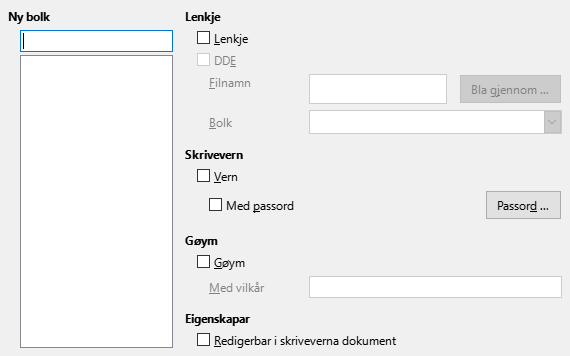 Ny bolk
Lenkje
Lenkje
DDE
Filnamn
Bla gjennom ...
Bolk
Skrivevern
Vern
Med passord
Passord ...
Gøym
Gøym
Med vilkår
Eigenskapar
Redigerbar i skriveverna dokument